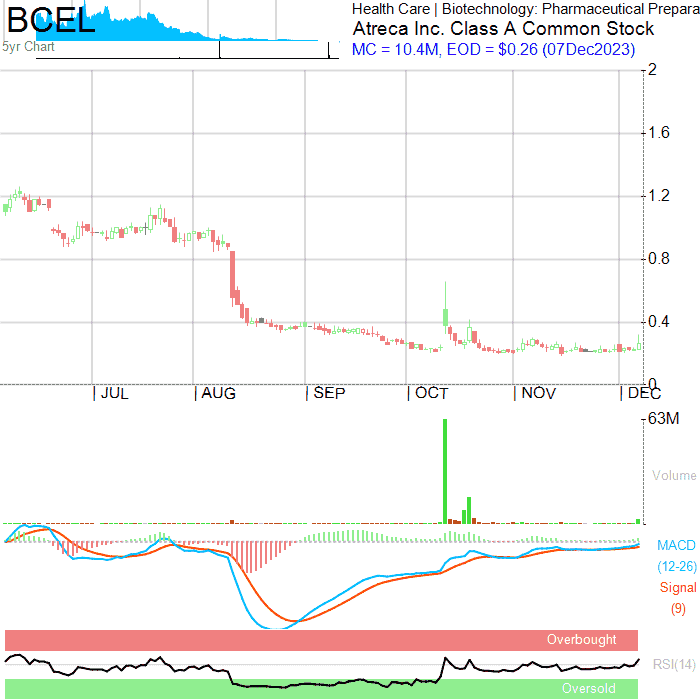 BCEL
5yr Chart
Health Care | Biotechnology: Pharmaceutical Prepara
Atreca Inc. Class A Common Stock
MC = 10.4M, EOD = $0.26 (07Dec2023)
2
1.6
1.2
0.8
0.4
0
JUL AUG SEP OCT NOV DEC
63M
Volume
MACD
(12-26)
Signal
(9)
Overbought
RSI(14)
Oversold